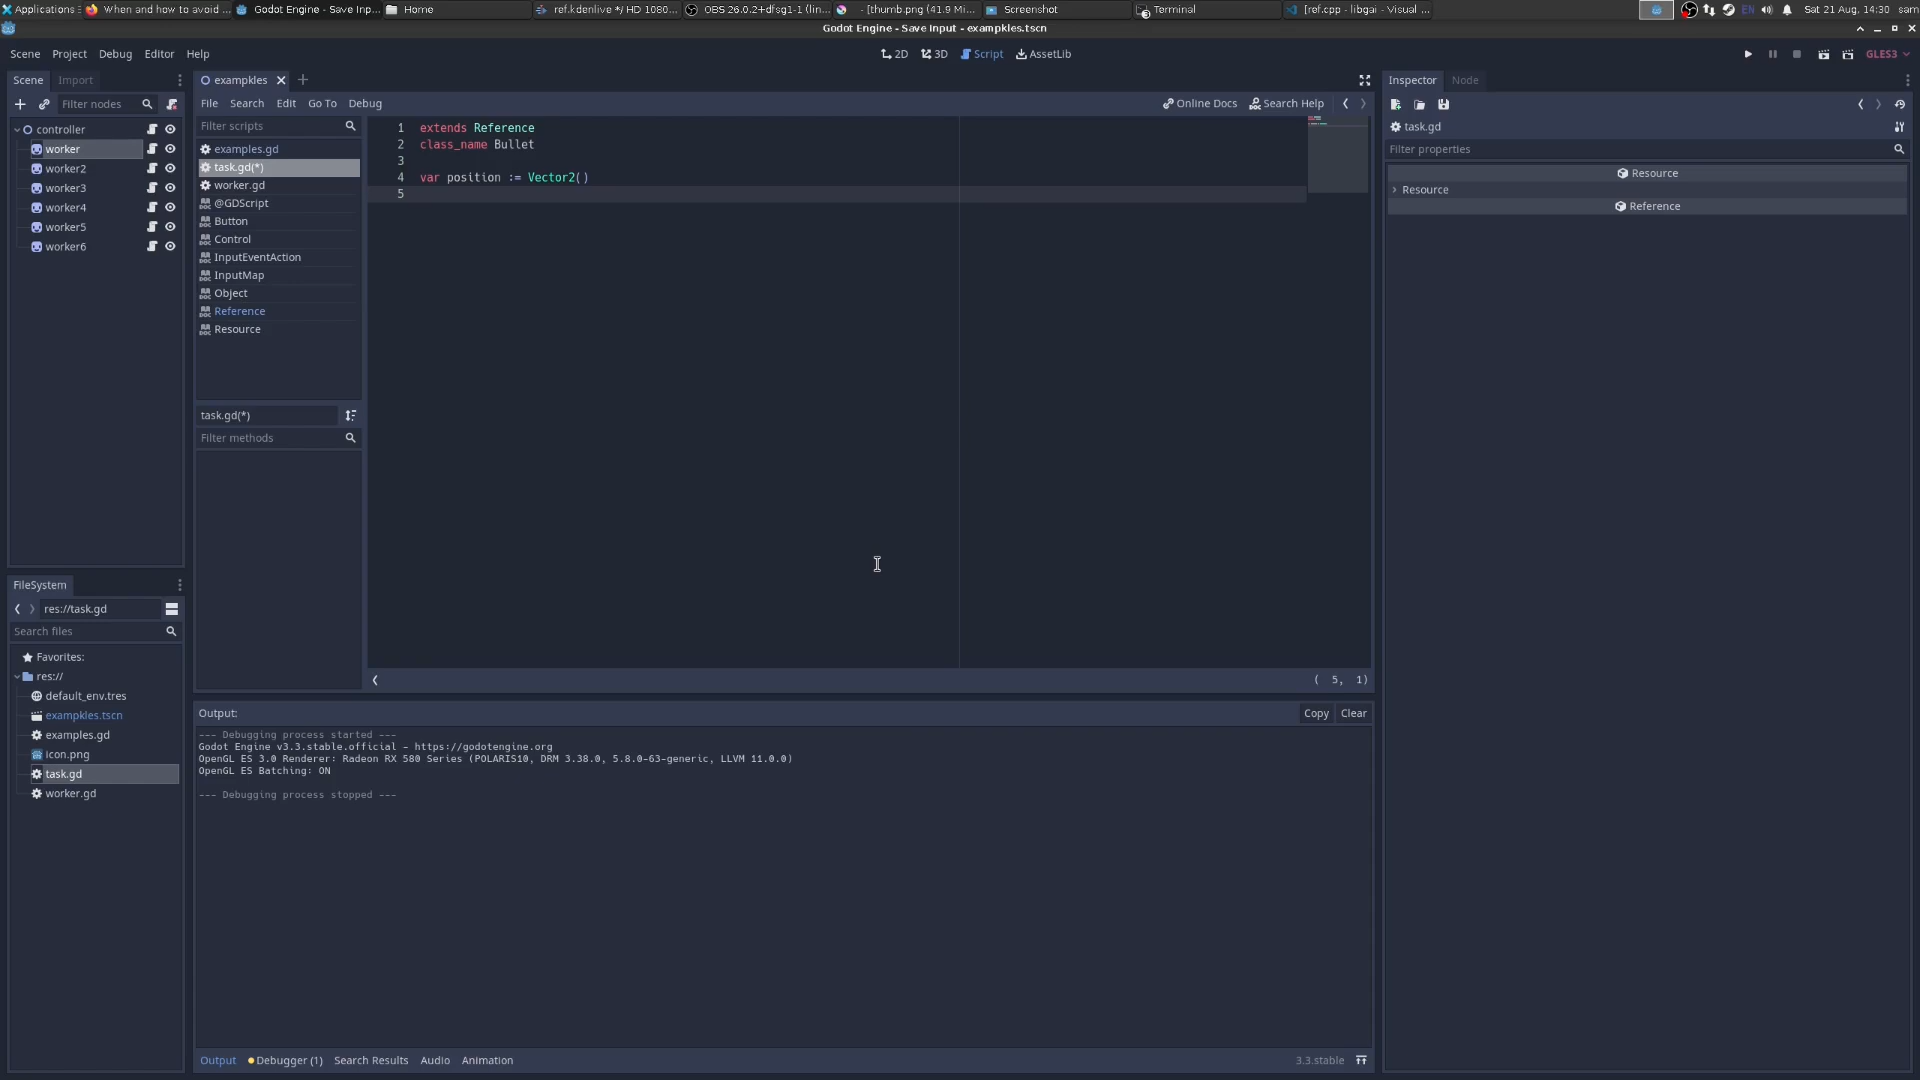 Applications
When and how to avoid ...
Godot Engine - Save Inp...
Home
ref.kdenlive */ HD 1080...
OBS 26.0.2+dfsg1-1 (lin...
- [thumb.png (41.9 Mi...
Screenshot
Terminal
[ref.cpp - libgai - Visual ...
EN
Sat 21 Aug, 14:30 sam
Godot Engine - Save Input - exampkles.tscn
Scene Project Debug Editor Help
2D 3D Script AssetLib
GLES3
Scene Import
Filter nodes
controller
worker
worker2
worker3
worker4
worker5
worker6
FileSystem
res://task.gd
Search files
Favorites:
res://
default_env.tres
exampkles.tscn
examples.gd
icon.png
task.gd
worker.gd
exampkles
File Search Edit Go To Debug
Online Docs Search Help
Filter scripts
examples.gd
task.gd(*)
worker.gd
@GDScript
Button
Control
InputEventAction
InputMap
Object
Reference
Resource
task.gd(*)
Filter methods
1 extends Reference
2 class_name Bullet
3
4 var position := Vector2()
5
( 5, 1)
Output:
Copy Clear
--- Debugging process started ---
Godot Engine v3.3.stable.official - https://godotengine.org
OpenGL ES 3.0 Renderer: Radeon RX 580 Series (POLARIS10, DRM 3.38.0, 5.8.0-63-generic, LLVM 11.0.0)
OpenGL ES Batching: ON
--- Debugging process stopped ---
Output Debugger (1) Search Results Audio Animation
3.3.stable
Inspector Node
task.gd
Filter properties
Resource
Resource
Reference